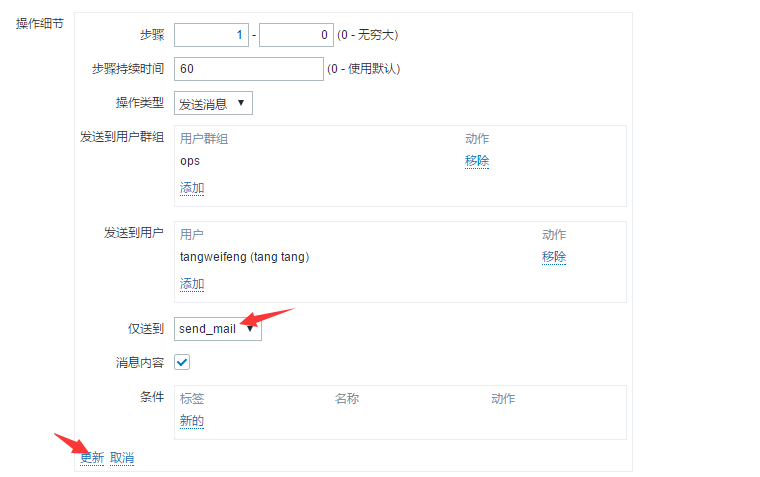 操作细节
步骤 1 - 0 (0 - 无穷大)
步骤持续时间 60 (0 - 使用默认)
操作类型 发送消息
发送到用户群组 用户群组 动作
ops 移除
添加
发送到用户 用户 动作
tangweifeng (tang tang) 移除
添加
仅送到 send_mail
消息内容
条件 标签 名称 动作
新的
更新 取消